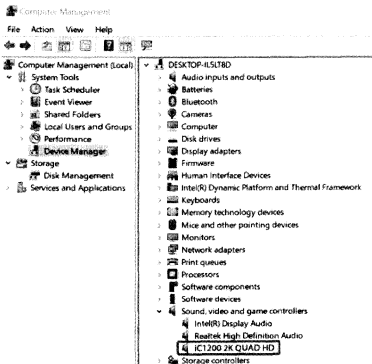 Computer Management
File Action View Help
Computer Management (Local)
System Tools
Task Scheduler
Event Viewer
Shared Folders
Local Users and Groups
Performance
Device Manager
Storage
Disk Management
Services and Applications
DESKTOP-IL5LT8D
Audio inputs and outputs
Batteries
Bluetooth
Cameras
Computer
Disk drives
Display adapters
Firmware
Human Interface Devices
Intel(R) Dynamic Platform and Thermal Framework
Keyboards
Memory technology devices
Mice and other pointing devices
Monitors
Network adapters
Print queues
Processors
Software components
Software devices
Sound, video and game controllers
Intel(R) Display Audio
Realtek High Definition Audio
iC1200 2K QUAD HD
Storage controllers